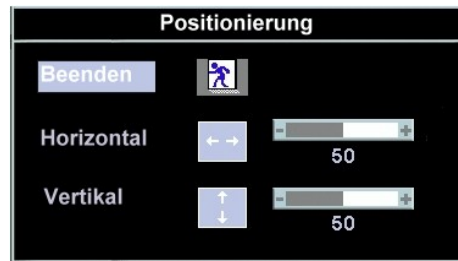 Positionierung
Beenden
Horizontal
- +
50
Vertikal
- +
50